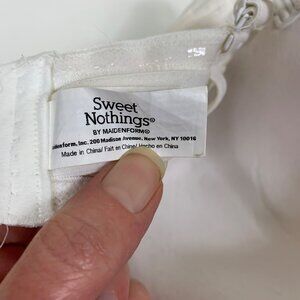 Sweet
Nothings®
BY MAIDENFORM®
Inc. 200 Madison Avenue, New York, NY 10016
Made in China/ Fait en Chine/ Hecho en China